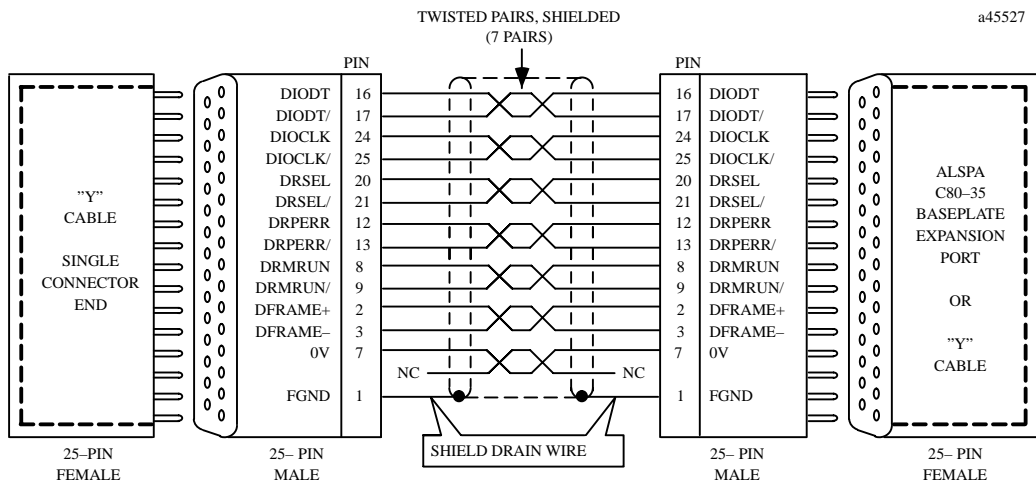 TWISTED PAIRS, SHIELDED
(7 PAIRS)
a45527
PIN
PIN
DIODT 16
16 DIODT
DIODT/ 17
17 DIODT/
DIOCLK 24
24 DIOCLK
DIOCLK/ 25
25 DIOCLK/
DRSEL 20
20 DRSEL
DRSEL/ 21
21 DRSEL/
DRPERR 12
12 DRPERR
DRPERR/ 13
13 DRPERR/
DRMRUN 8
8 DRMRUN
DRMRUN/ 9
9 DRMRUN/
DFRAME+ 2
2 DFRAME+
DFRAME– 3
3 DFRAME–
0V 7
7 0V
NC
NC
FGND 1
1 FGND
"Y"
CABLE
SINGLE
CONNECTOR
END
ALSPA
C80–35
BASEPLATE
EXPANSION
PORT
OR
"Y"
CABLE
SHIELD DRAIN WIRE
25–PIN
FEMALE
25– PIN
MALE
25– PIN
MALE
25– PIN
FEMALE